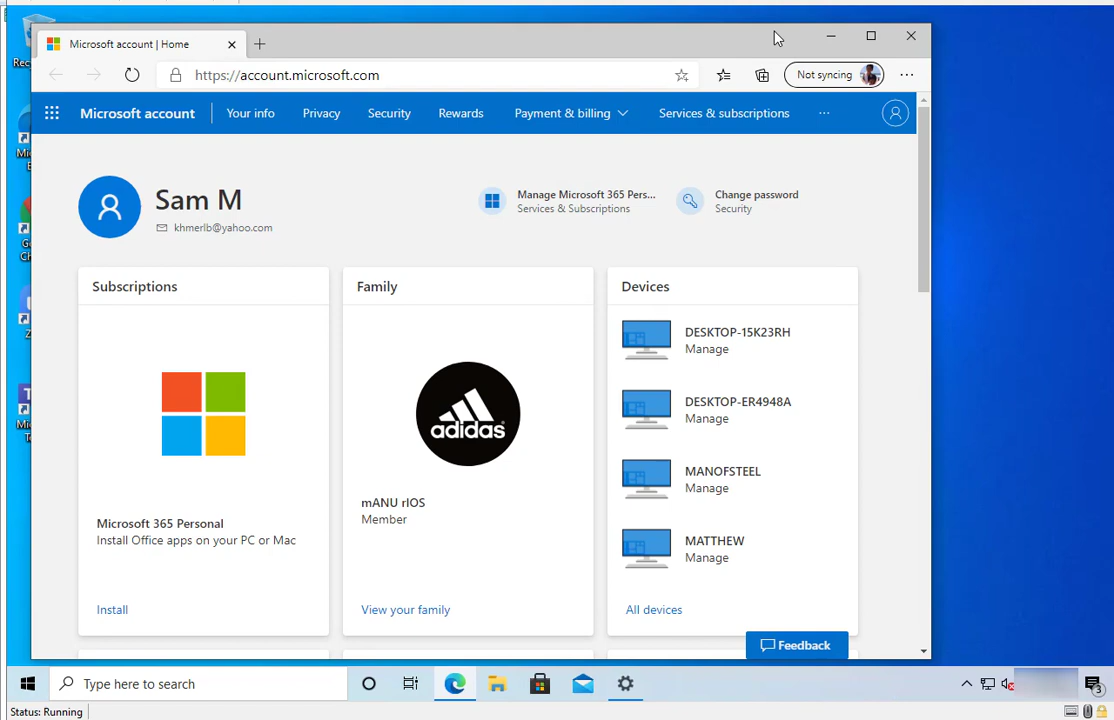 Microsoft account | Home
https://account.microsoft.com
Not syncing
Microsoft account
Your info
Privacy
Security
Rewards
Payment & billing
Services & subscriptions
Sam M
khmerlb@yahoo.com
Manage Microsoft 365 Pers...
Services & Subscriptions
Change password
Security
Subscriptions
Microsoft 365 Personal
Install Office apps on your PC or Mac
Install
Family
adidas
mANU rIOS
Member
View your family
Devices
DESKTOP-15K23RH
Manage
DESKTOP-ER4948A
Manage
MANOFSTEEL
Manage
MATTHEW
Manage
All devices
Feedback
Type here to search
3
Status: Running